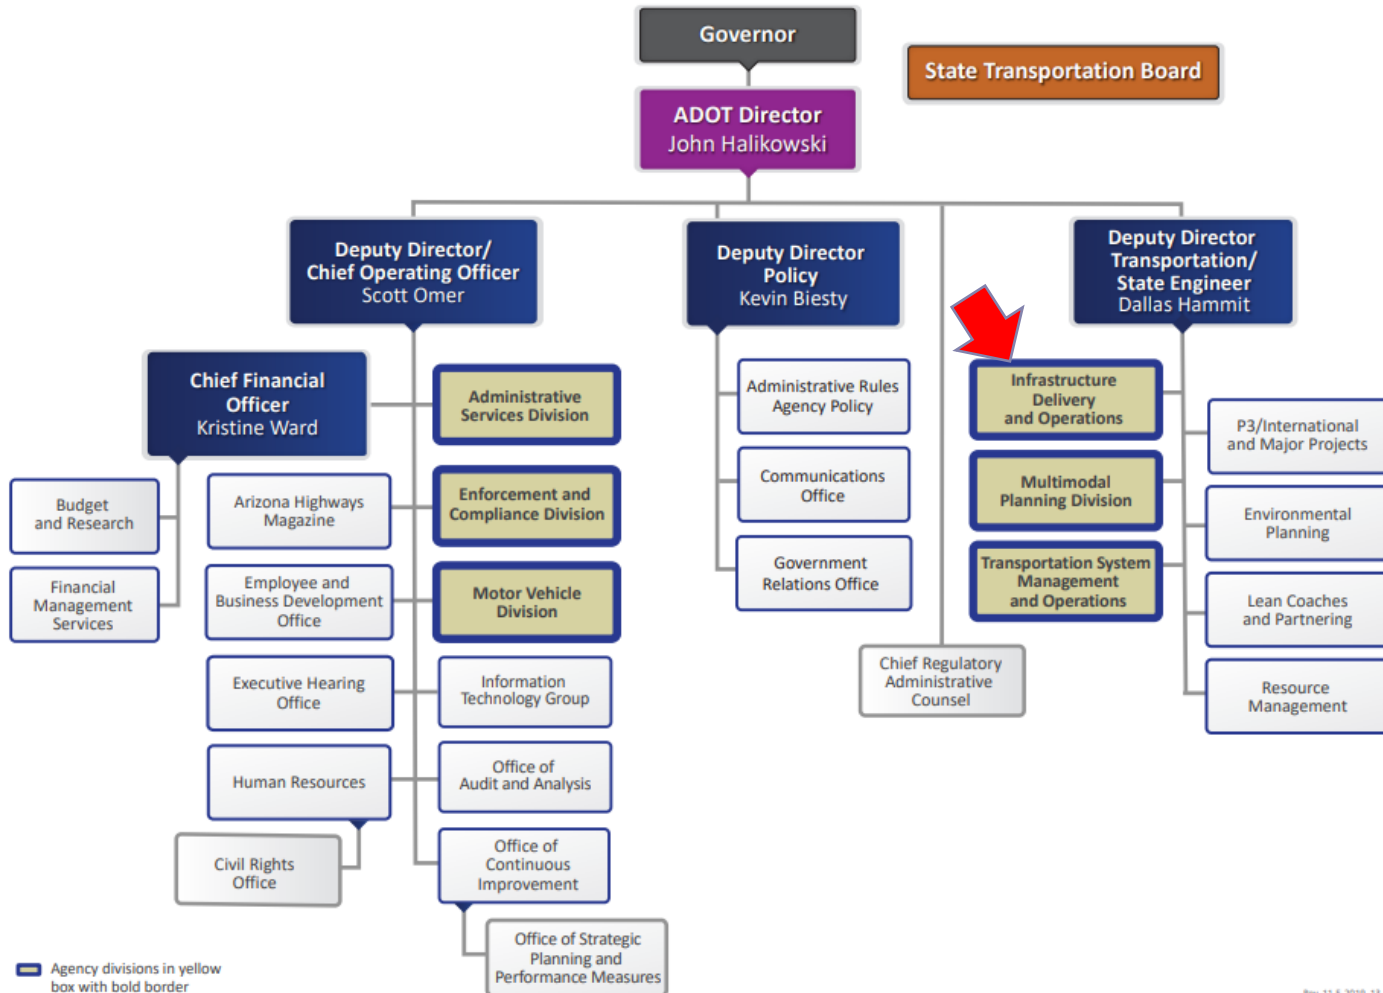 Governor
State Transportation Board
ADOT Director
John Halikowski
Deputy Director/
Chief Operating Officer
Scott Omer
Deputy Director
Policy
Kevin Biesty
Deputy Director
Transportation/
State Engineer
Dallas Hammit
Chief Financial
Officer
Kristine Ward
Administrative
Services Division
Administrative Rules
Agency Policy
Infrastructure
Delivery
and Operations
P3/International
and Major Projects
Budget
and Research
Arizona Highways
Magazine
Enforcement and
Compliance Division
Communications
Office
Multimodal
Planning Division
Environmental
Planning
Financial
Management
Services
Employee and
Business Development
Office
Motor Vehicle
Division
Government
Relations Office
Transportation System
Management
and Operations
Lean Coaches
and Partnering
Executive Hearing
Office
Information
Technology Group
Chief Regulatory
Administrative
Counsel
Resource
Management
Human Resources
Office of
Audit and Analysis
Civil Rights
Office
Office of
Continuous
Improvement
Office of Strategic
Planning and
Performance Measures
Agency divisions in yellow
box with bold border